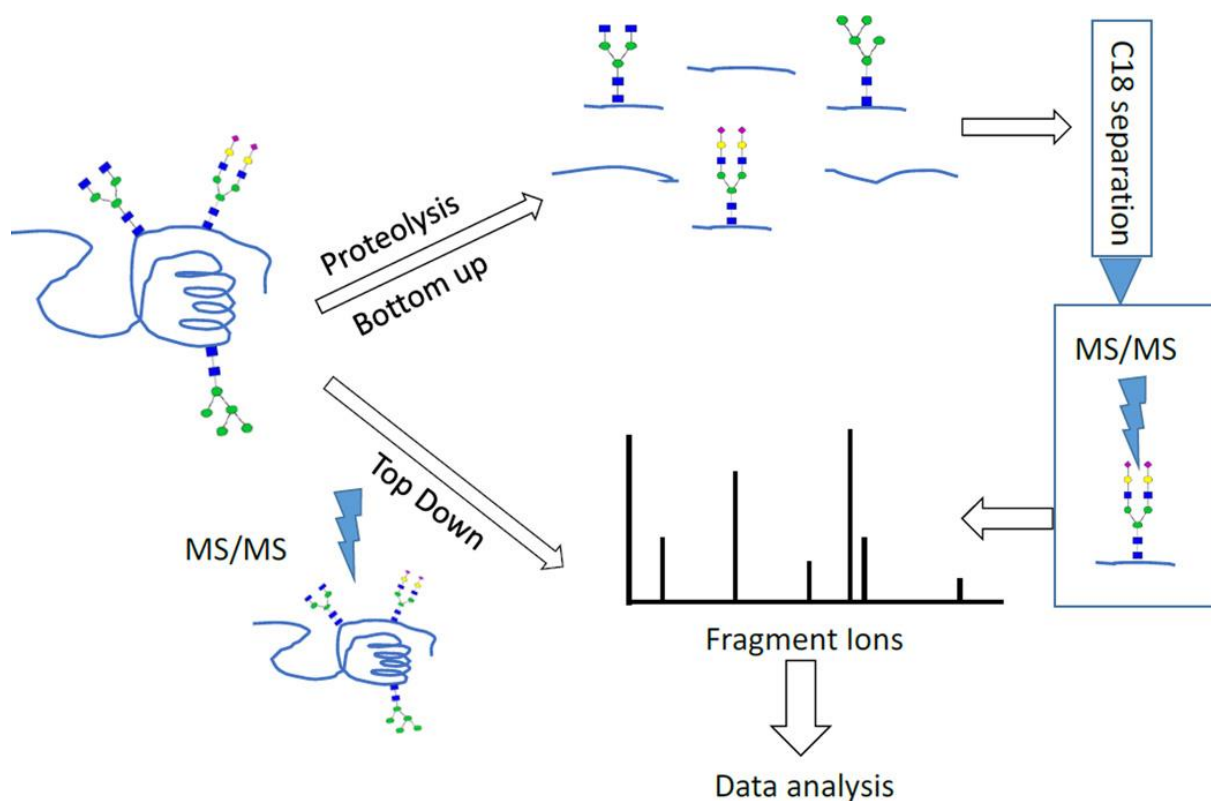 Proteolysis
Bottom up
C18 separation
MS/MS
Top Down
MS/MS
Fragment Ions
Data analysis